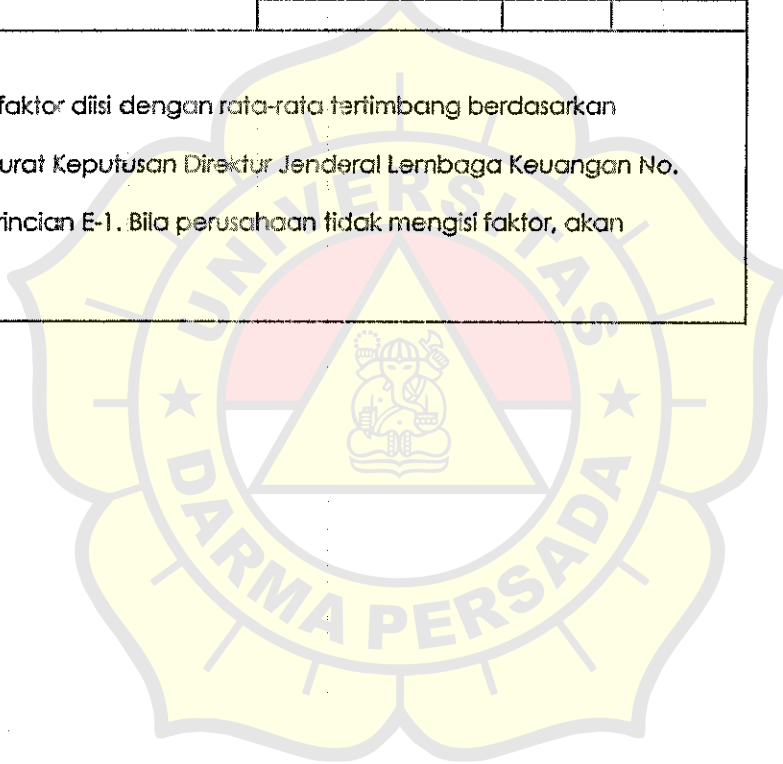 faktor diisi dengan rata-rata tertimbang berdasarkan
urat Keputusan Direktur Jenderal Lembaga Keuangan No.
rincian E-1. Bila perusahaan tidak mengisi faktor, akan
UNIVERSITAS
DARMA PERSADA